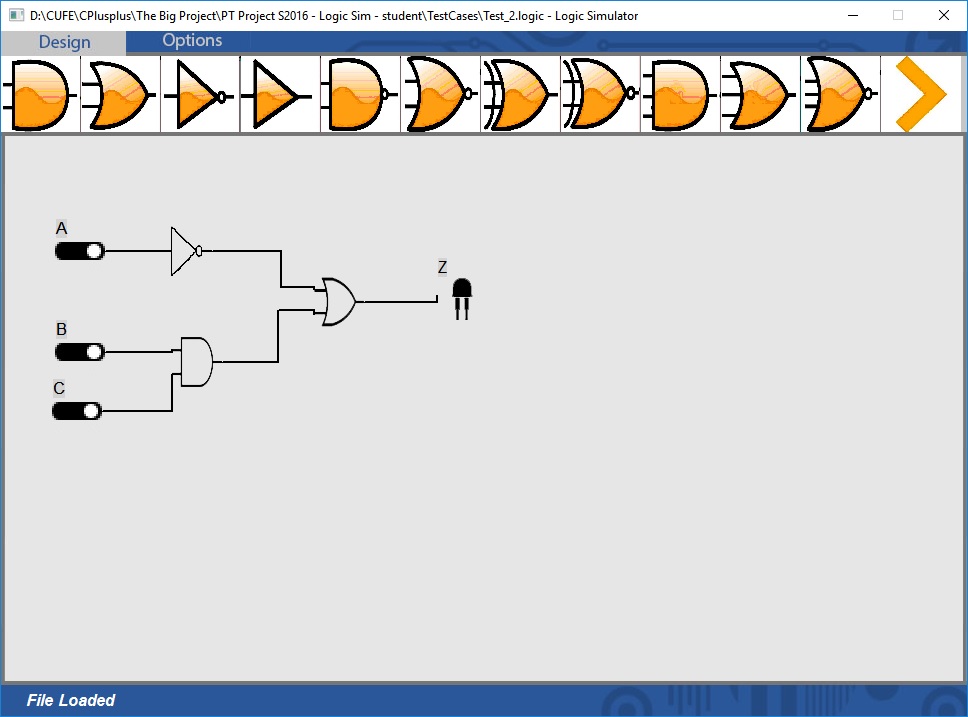 D:\CUFE\CPlusplus\The Big Project\PT Project S2016 - Logic Sim - student\TestCases\Test_2.logic - Logic Simulator
Design Options
A
Z
B
C
File Loaded